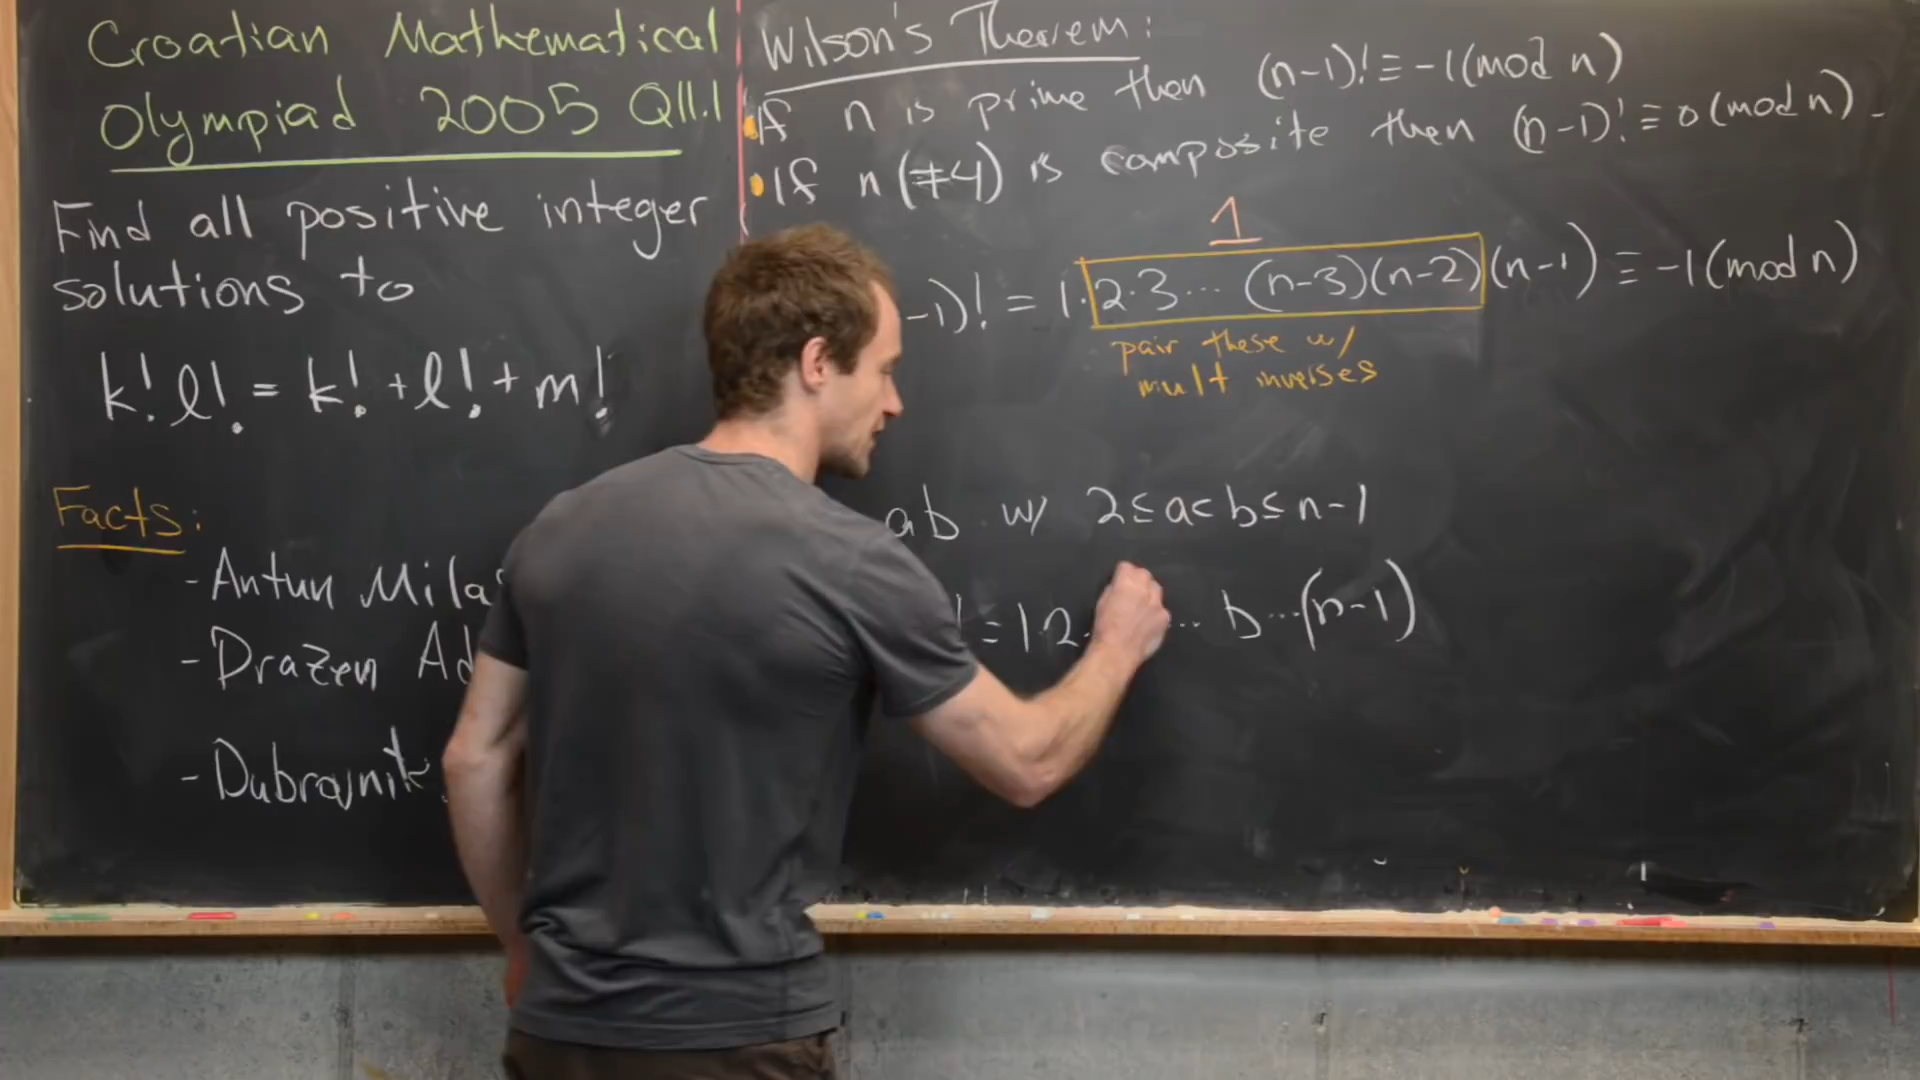 Croatian Mathematical
Olympiad 2005 Q11.1
Find all positive integer
solutions to
k! l! = k! + l! + m!
Facts:
- Antun Milas
- Drazen Ad
- Dubrovnik
Wilson's Theorem:
• If n is prime then (n-1)! ≡ -1 (mod n)
• If n (≠4) is composite then (n-1)! ≡ 0 (mod n) -
1
-1)! = 1·2·3··· (n-3)(n-2)(n-1) ≡ -1 (mod n)
pair these w/
mult inverses
ab w/ 2 ≤ a < b ≤ n-1
! = 1·2· ··· b ···(n-1)